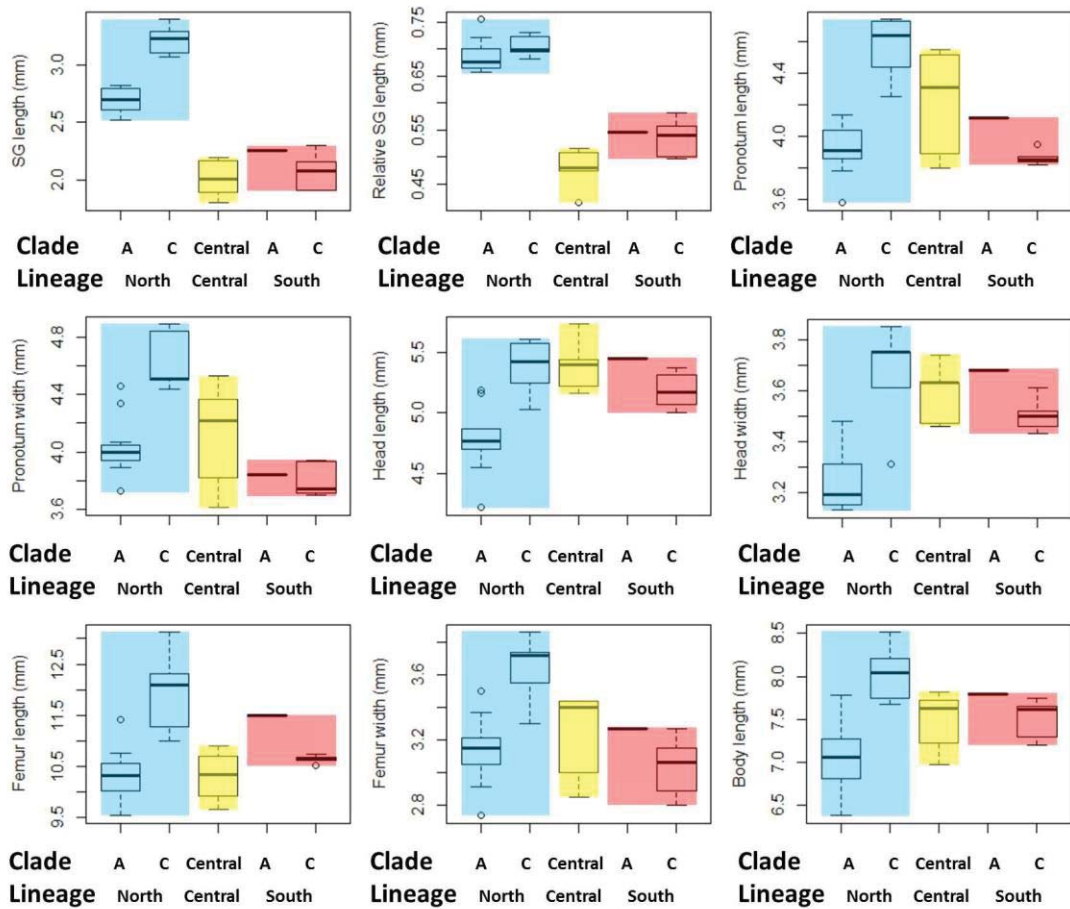 SG length (mm)
2.0 2.5 3.0
Relative SG length (mm)
0.45 0.55 0.65 0.75
Pronotum length (mm)
3.6 4.0 4.4
Clade A C Central A C
Lineage North Central South
Clade A C Central A C
Lineage North Central South
Clade A C Central A C
Lineage North Central South
Pronotum width (mm)
3.6 4.0 4.4 4.8
Head length (mm)
4.5 5.0 5.5
Head width (mm)
3.2 3.4 3.6 3.8
Clade A C Central A C
Lineage North Central South
Clade A C Central A C
Lineage North Central South
Clade A C Central A C
Lineage North Central South
Femur length (mm)
9.5 10.5 11.5 12.5
Femur width (mm)
2.8 3.2 3.6
Body length (mm)
6.5 7.0 7.5 8.0 8.5
Clade A C Central A C
Lineage North Central South
Clade A C Central A C
Lineage North Central South
Clade A C Central A C
Lineage North Central South